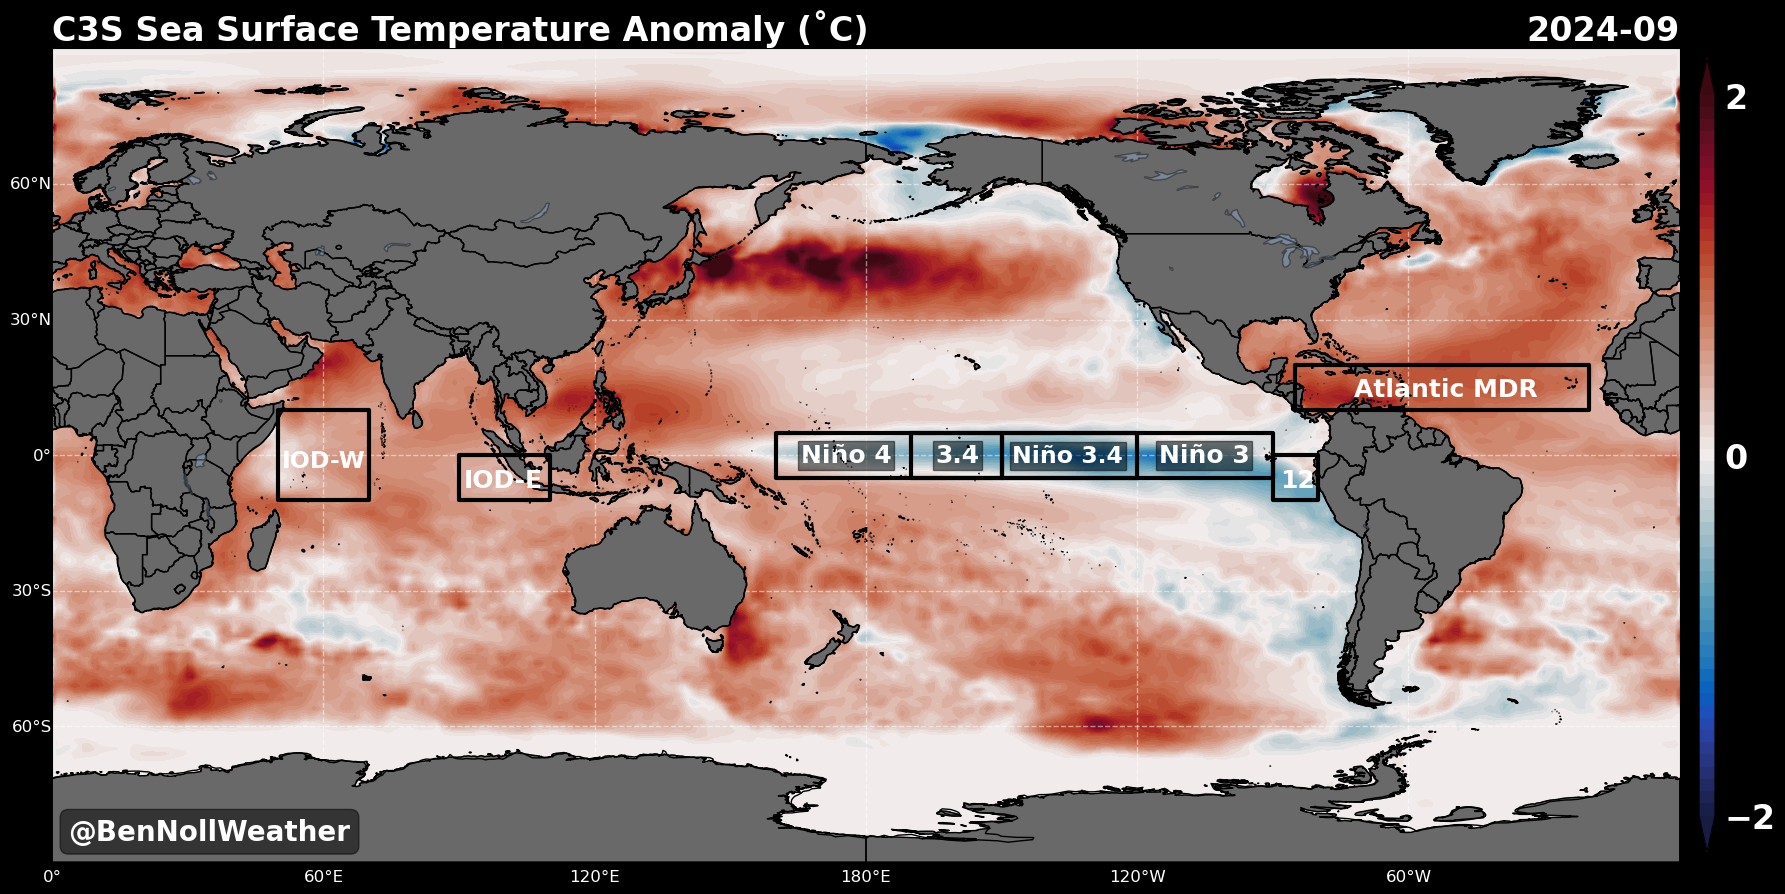 C3S Sea Surface Temperature Anomaly (˚C) 2024-09
2
60°N
30°N
Atlantic MDR
0° IOD-W Niño 4 3.4 Niño 3.4 Niño 3 0
IOD-E 12
30°S
60°S
−2
@BenNollWeather
0° 60°E 120°E 180°E 120°W 60°W